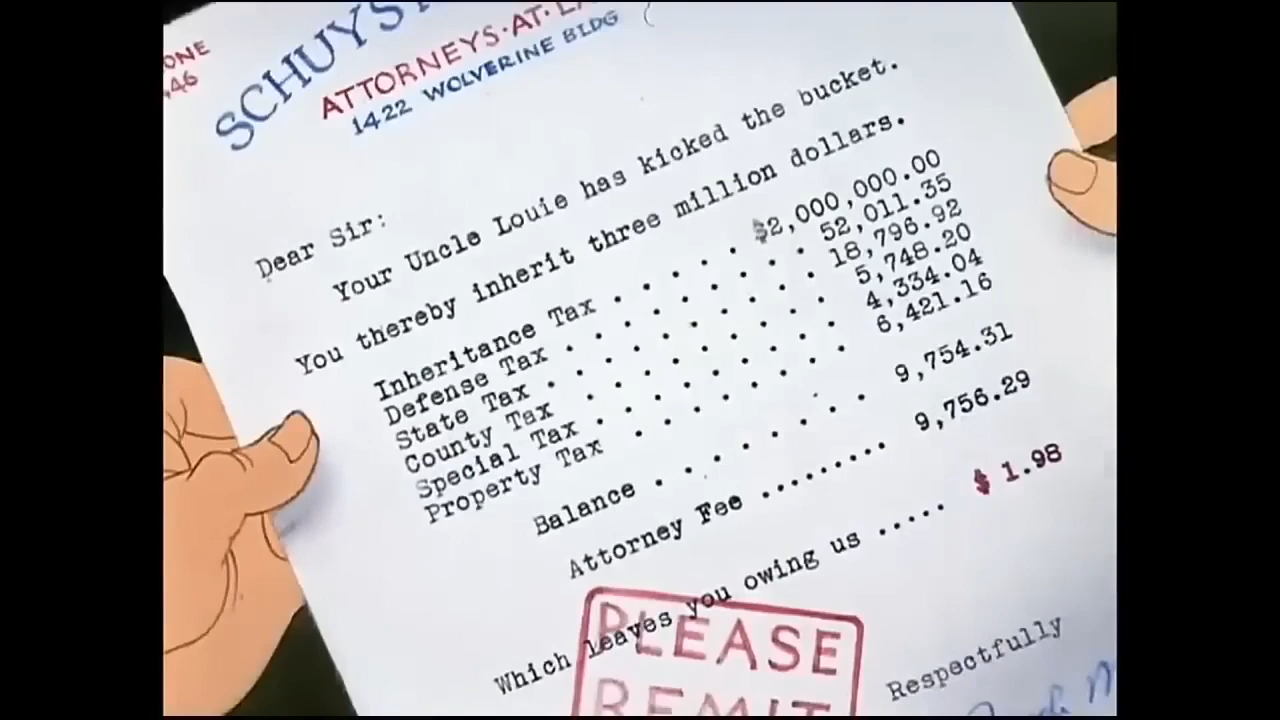 ONE
46
SCHUYS
ATTORNEYS·AT·LA
1422 WOLVERINE BLDG
Dear Sir:
Your Uncle Louie has kicked the bucket.
You thereby inherit three million dollars.
Inheritance Tax . . . . . $2,000,000.00
Defense Tax . . . . . . . 52,011.35
State Tax . . . . . . . . 18,796.92
County Tax . . . . . . . . 5,748.20
Special Tax . . . . . . . 4,334.04
Property Tax . . . . . . . 6,421.16
Balance . . . . . . . . 9,754.31
Attorney Fee ......... 9,756.29
Which leaves you owing us ..... $ 1.98
PLEASE
REMIT
Respectfully